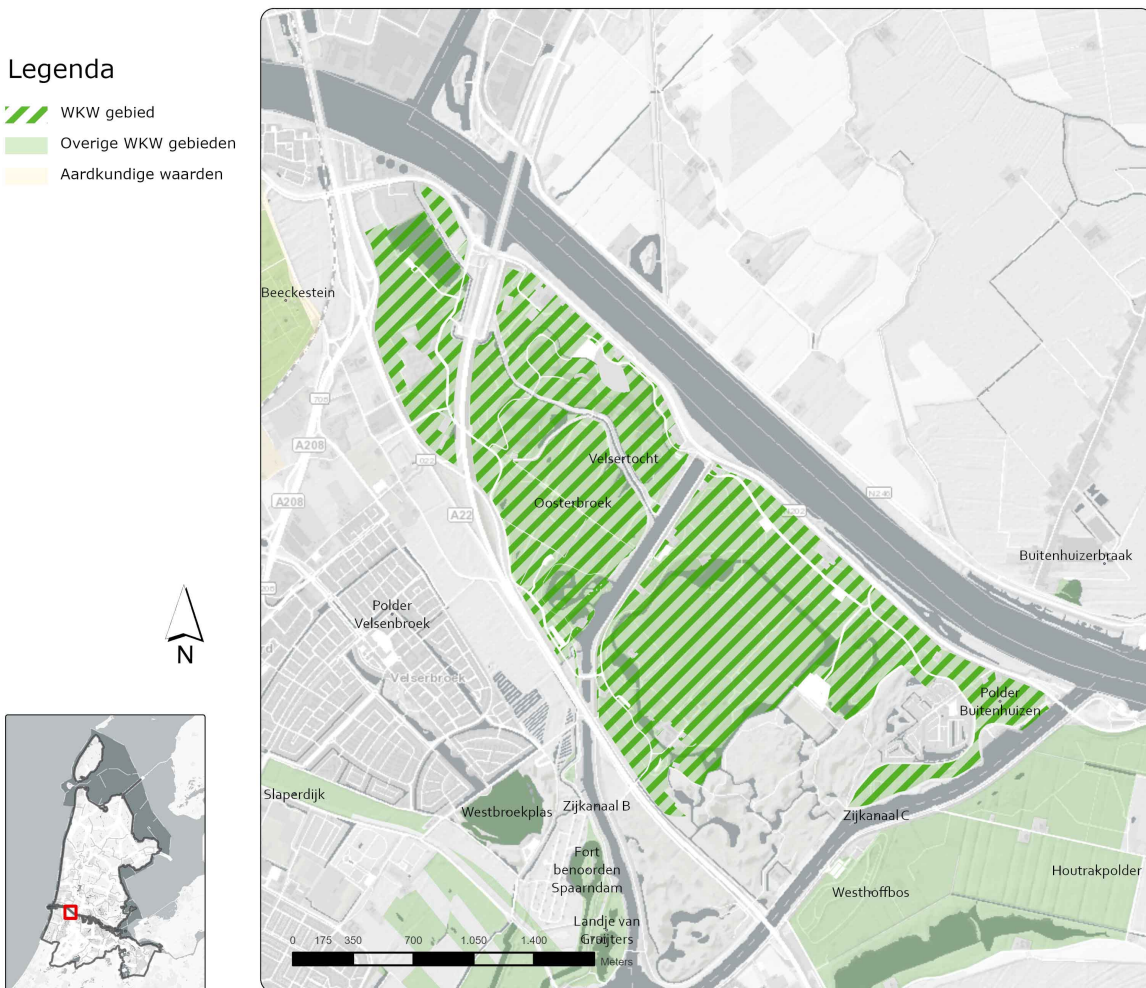 Legenda
WKW gebied
Overige WKW gebieden
Aardkundige waarden
N
Beeckestein
A208
A208
A22
Velsertocht
Oosterbroek
N246
Buitenhuizerbraak
Polder
Velsenbroek
Velserbroek
Polder
Buitenhuizen
Slaperdijk
Westbroekplas
Zijkanaal B
Zijkanaal C
Fort
benoorden
Spaarndam
Westhoffbos
Houtrakpolder
Landje van
Gruijters
0 175 350 700 1.050 1.400
Meters